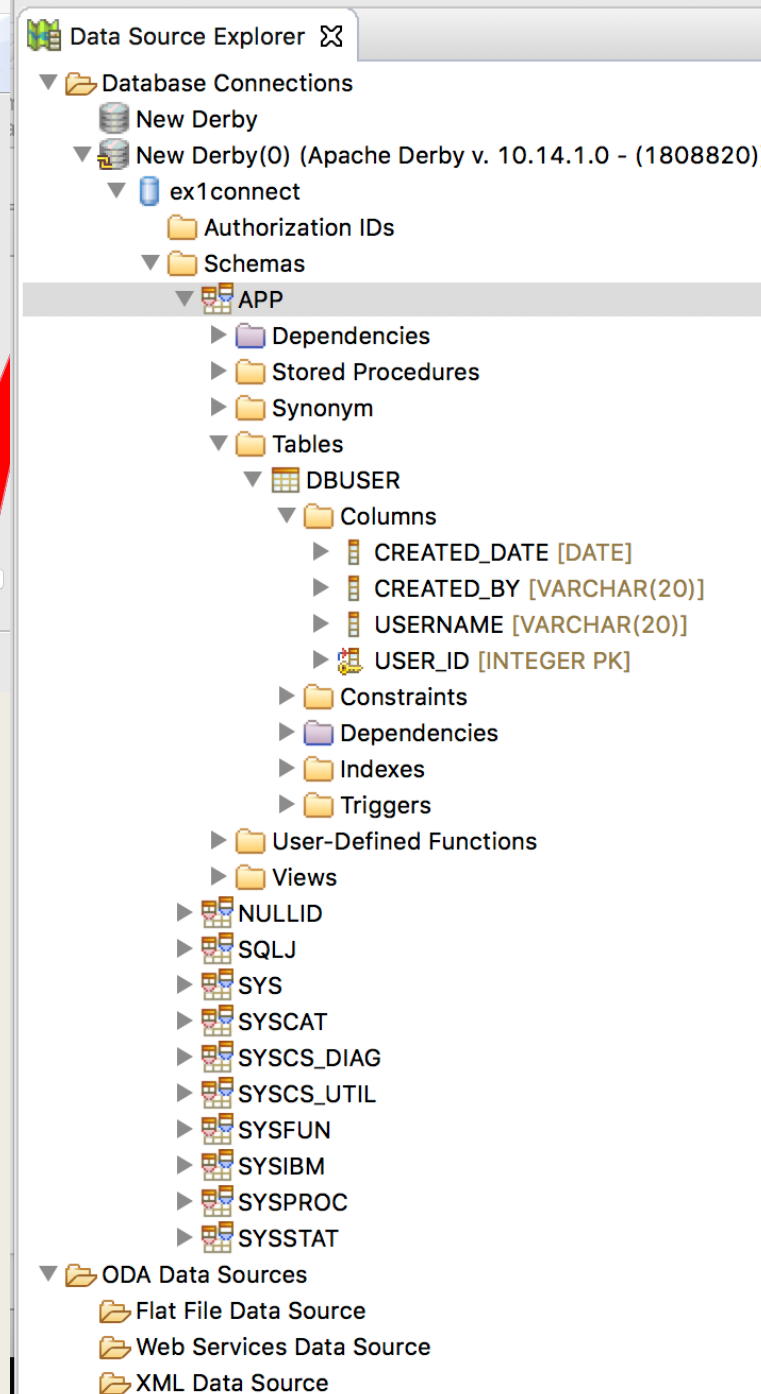 Data Source Explorer
Database Connections
New Derby
New Derby(0) (Apache Derby v. 10.14.1.0 - (1808820)
ex1connect
Authorization IDs
Schemas
APP
Dependencies
Stored Procedures
Synonym
Tables
DBUSER
Columns
CREATED_DATE [DATE]
CREATED_BY [VARCHAR(20)]
USERNAME [VARCHAR(20)]
USER_ID [INTEGER PK]
Constraints
Dependencies
Indexes
Triggers
User-Defined Functions
Views
NULLID
SQLJ
SYS
SYSCAT
SYSCS_DIAG
SYSCS_UTIL
SYSFUN
SYSIBM
SYSPROC
SYSSTAT
ODA Data Sources
Flat File Data Source
Web Services Data Source
XML Data Source